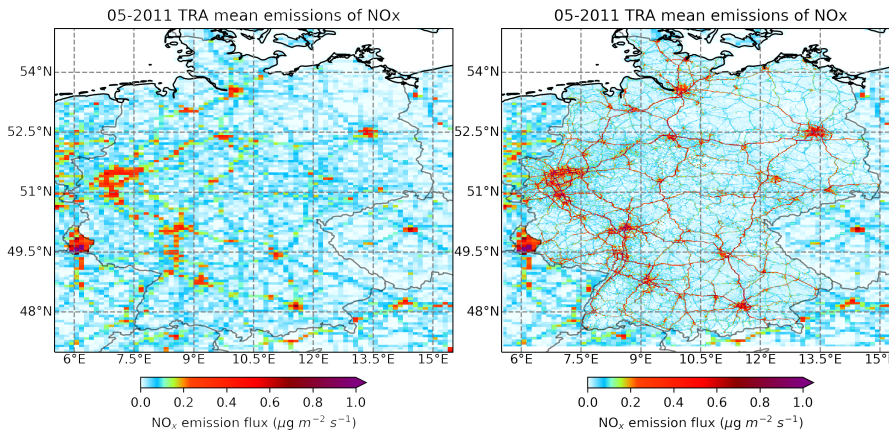 05-2011 TRA mean emissions of NOx
54°N
52.5°N
51°N
49.5°N
48°N
6°E 7.5°E 9°E 10.5°E 12°E 13.5°E 15°E
0.0 0.2 0.4 0.6 0.8 1.0
NOₓ emission flux (μg m⁻² s⁻¹)
05-2011 TRA mean emissions of NOx
54°N
52.5°N
51°N
49.5°N
48°N
6°E 7.5°E 9°E 10.5°E 12°E 13.5°E 15°E
0.0 0.2 0.4 0.6 0.8 1.0
NOₓ emission flux (μg m⁻² s⁻¹)